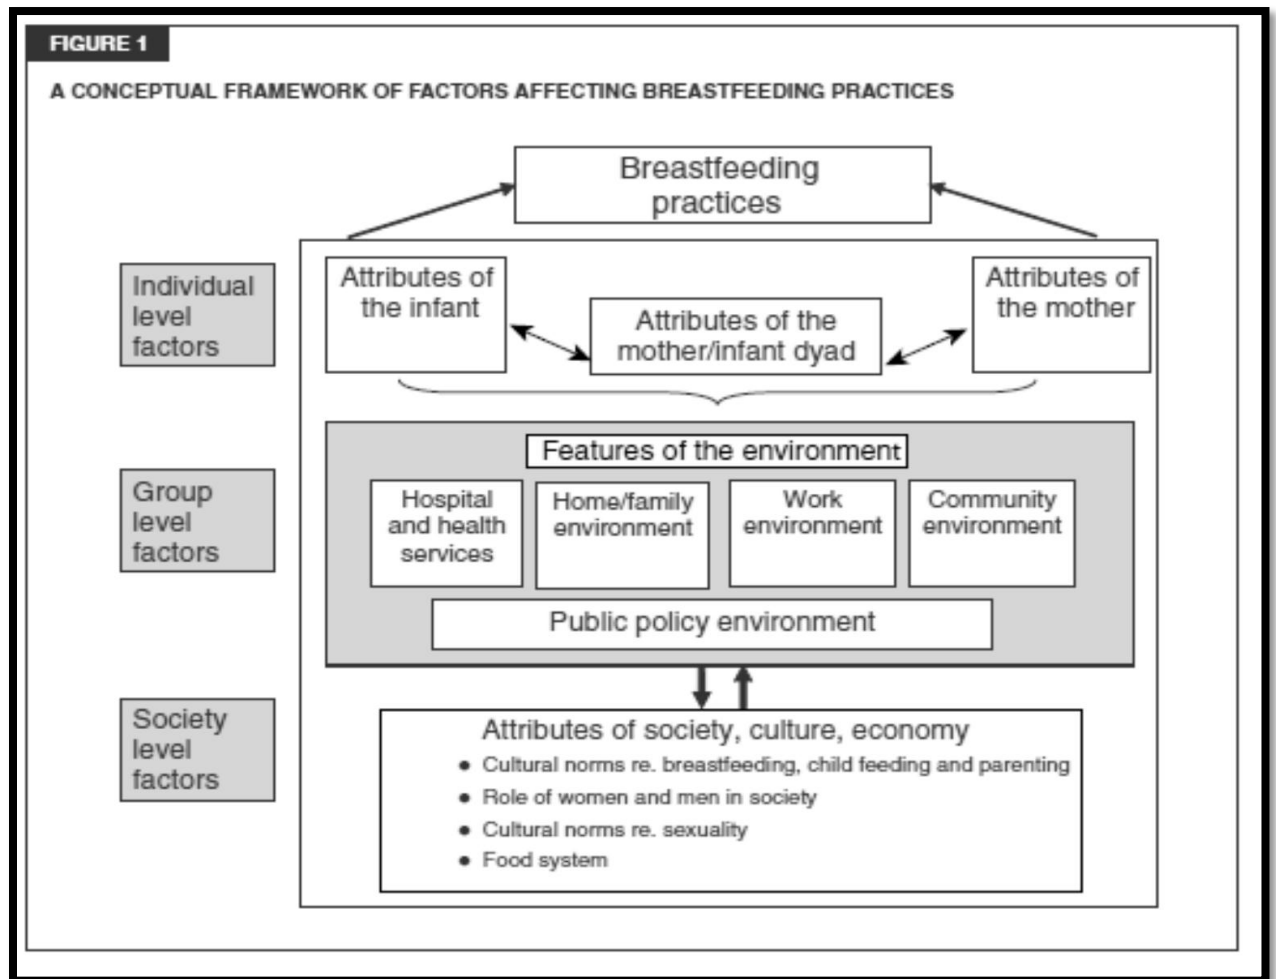 FIGURE 1
A CONCEPTUAL FRAMEWORK OF FACTORS AFFECTING BREASTFEEDING PRACTICES
Breastfeeding
practices
Individual
level
factors
Attributes of
the infant
Attributes of the
mother/infant dyad
Attributes of
the mother
Group
level
factors
Features of the environment
Hospital
and health
services
Home/family
environment
Work
environment
Community
environment
Public policy environment
Society
level
factors
Attributes of society, culture, economy
• Cultural norms re. breastfeeding, child feeding and parenting
• Role of women and men in society
• Cultural norms re. sexuality
• Food system